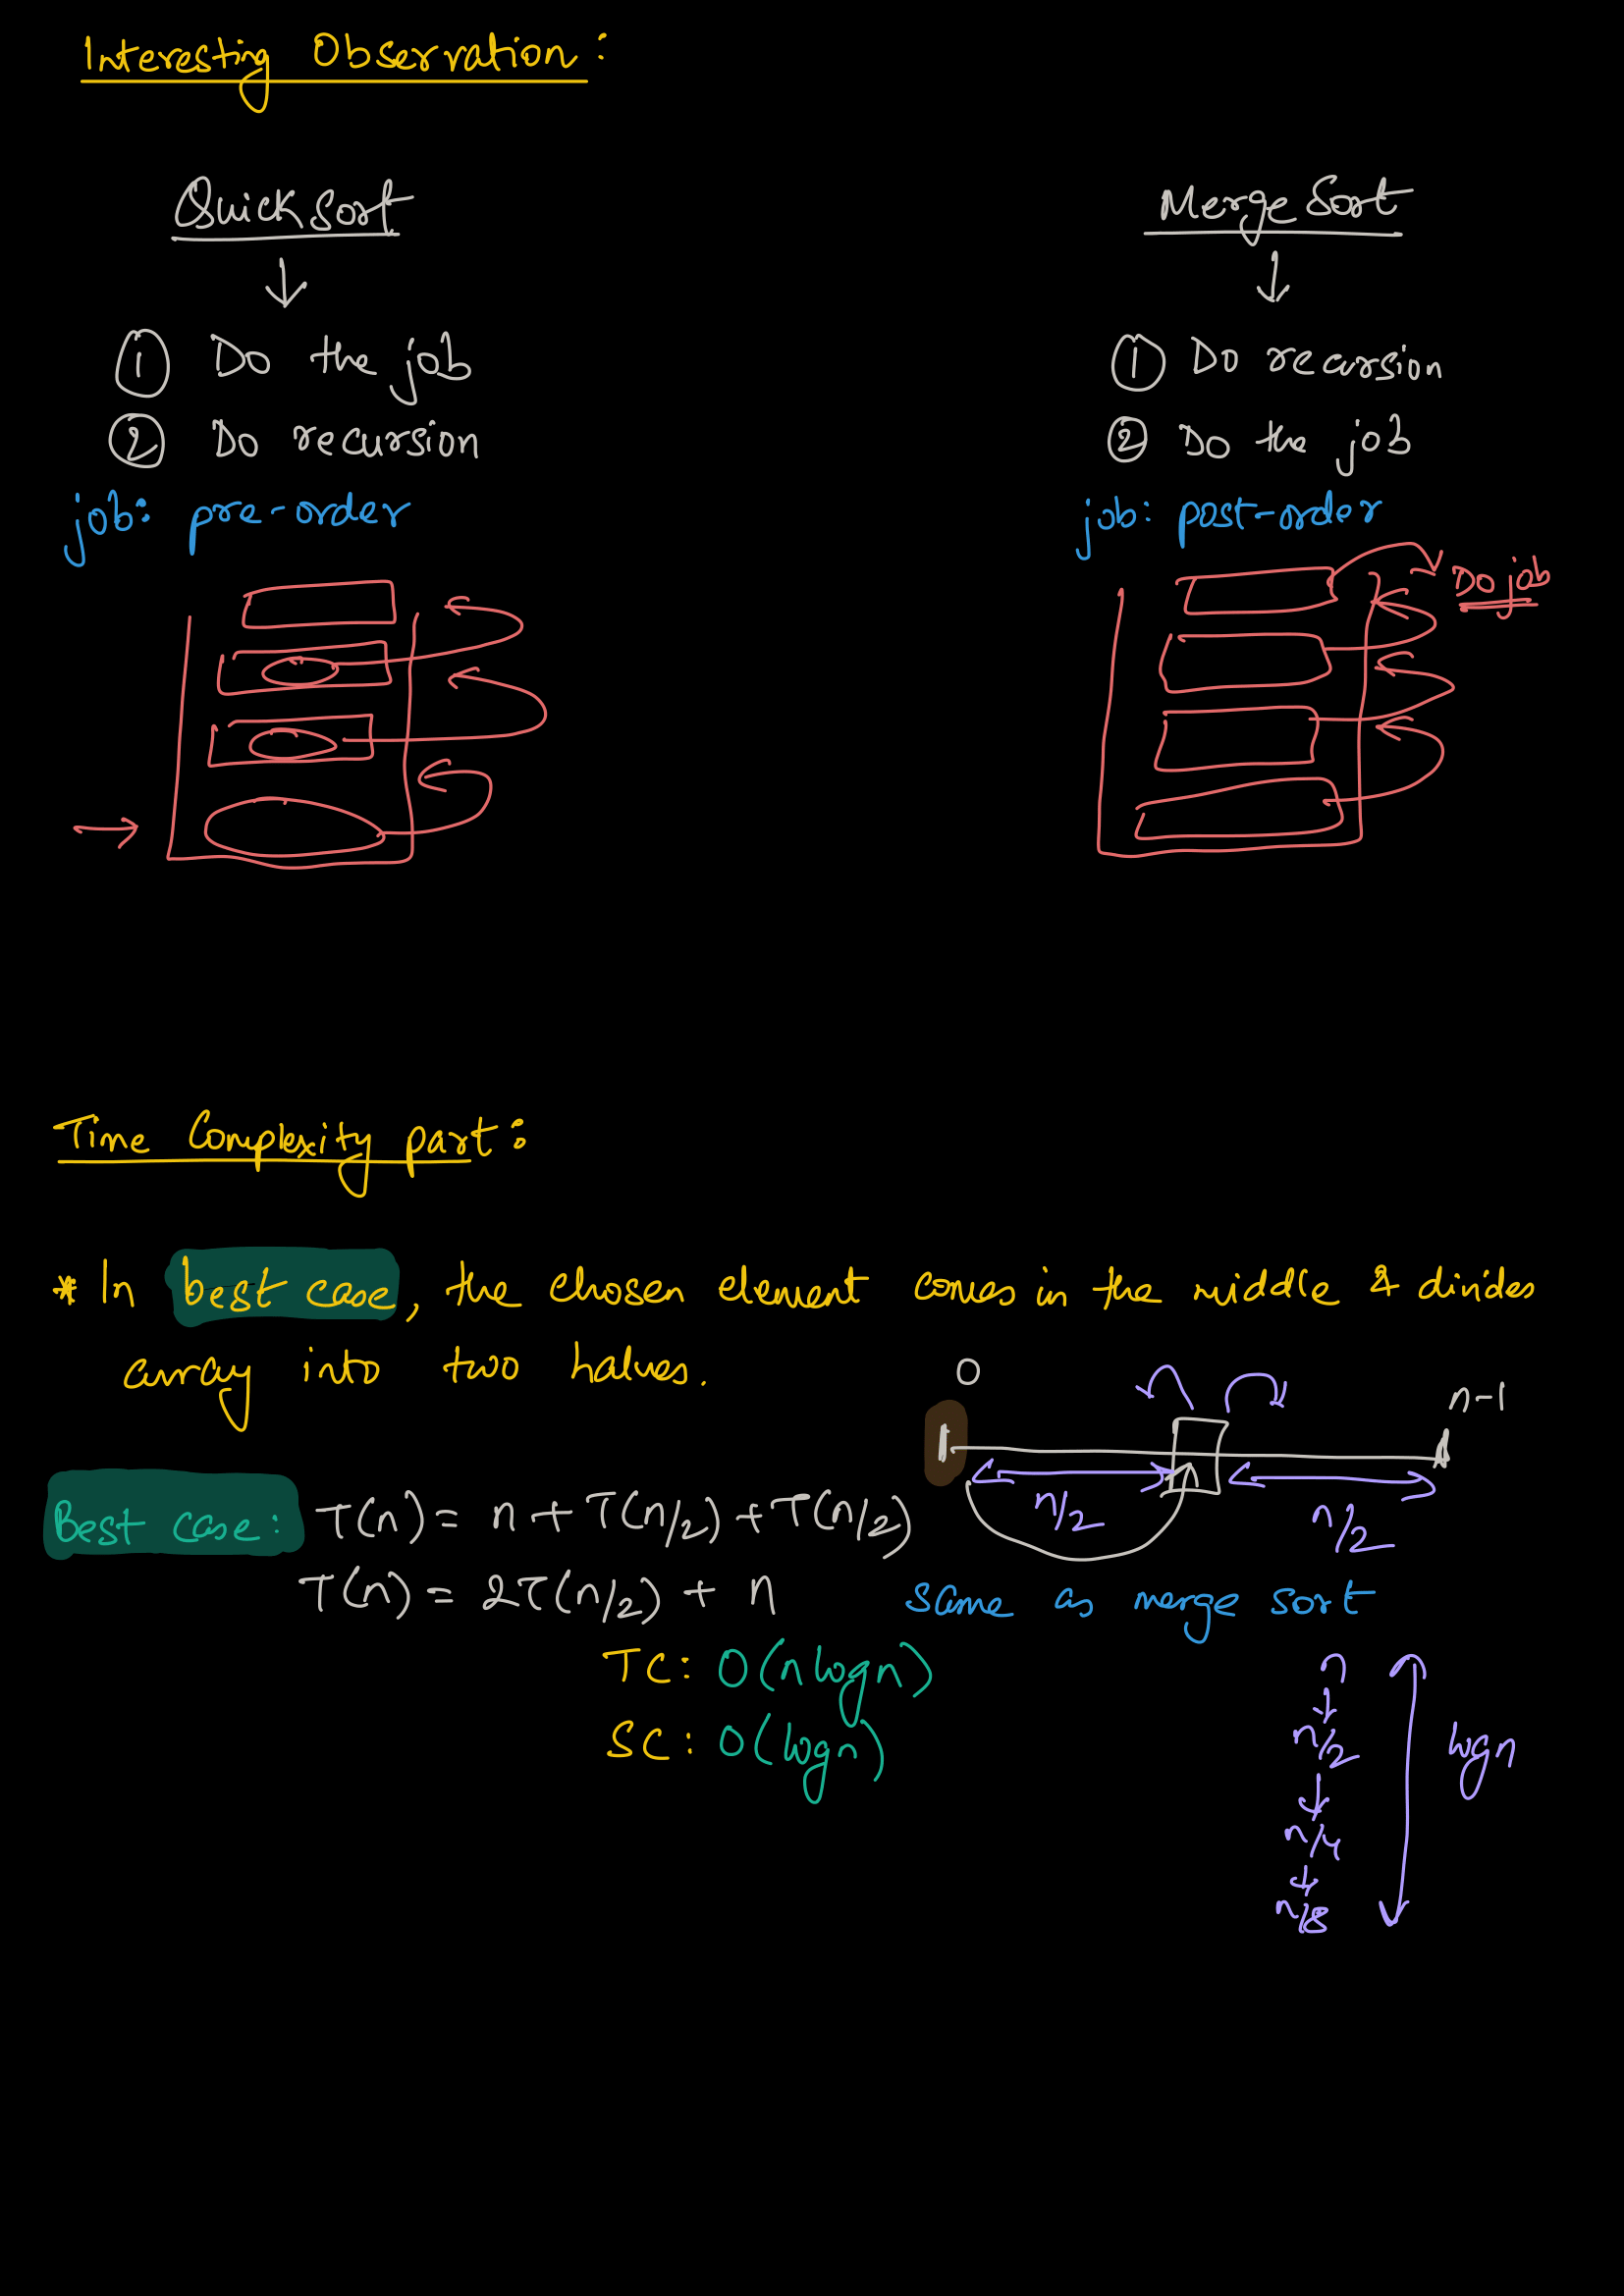 Interesting Observation:
Quick Sort
↓
① Do the job
② Do recursion
job: pre-order
Merge Sort
↓
① Do recursion
② Do the job
job: post-order
Do job
Time Complexity part:
* In best case, the chosen element comes in the middle & divides
array into two halves.
0
n-1
n/2
n/2
Best case: T(n) = n + T(n/2) + T(n/2)
T(n) = 2T(n/2) + n
same as merge sort
TC: O(nlogn)
SC: O(logn)
n
↓
n/2
↓
n/4
↓
n/8
logn